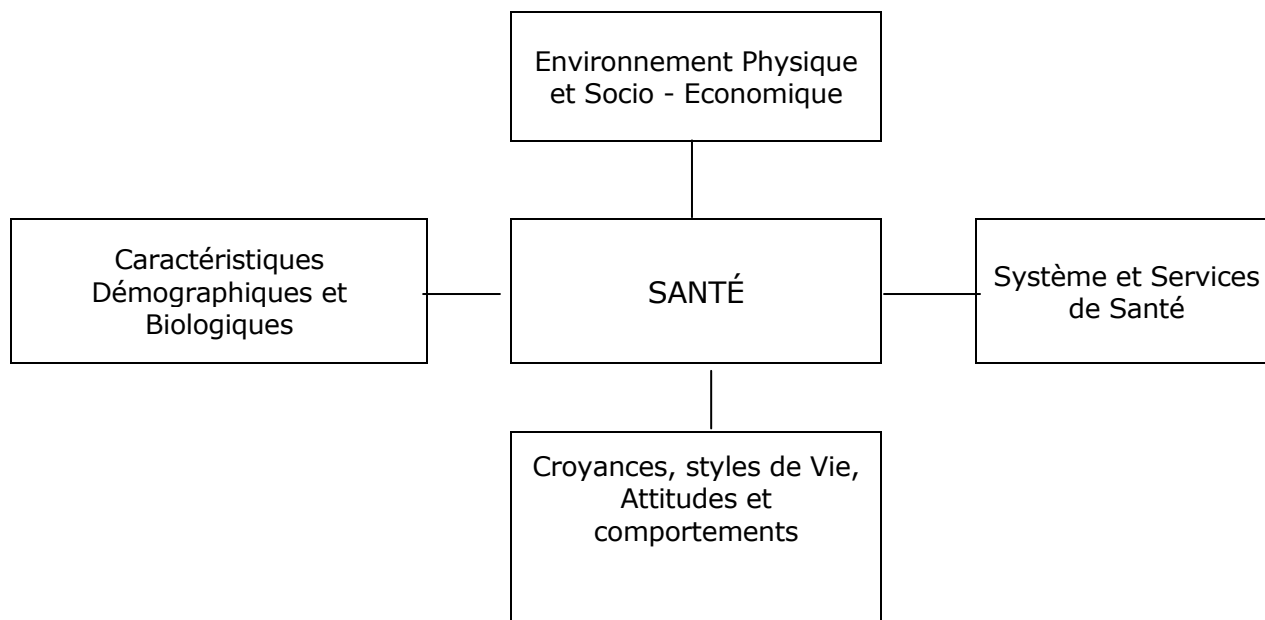 Environnement Physique
et Socio - Economique
Caractéristiques
Démographiques et
Biologiques
SANTÉ
Système et Services
de Santé
Croyances, styles de Vie,
Attitudes et
comportements